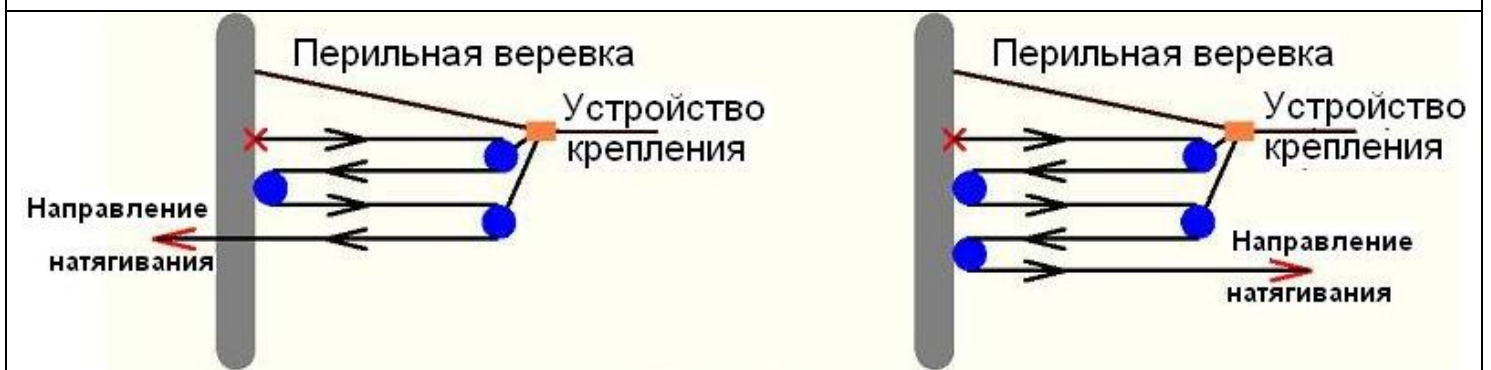 Перильная веревка
Устройство
крепления
Направление
натягивания
Перильная веревка
Устройство
крепления
Направление
натягивания